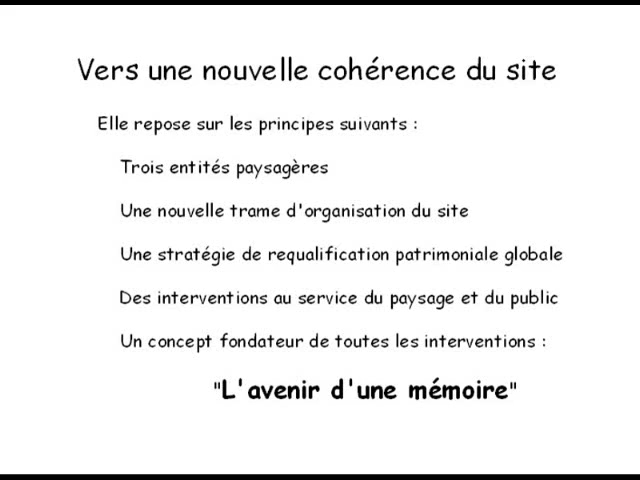 Vers une nouvelle cohérence du site
Elle repose sur les principes suivants :
Trois entités paysagères
Une nouvelle trame d'organisation du site
Une stratégie de requalification patrimoniale globale
Des interventions au service du paysage et du public
Un concept fondateur de toutes les interventions :
"L'avenir d'une mémoire"